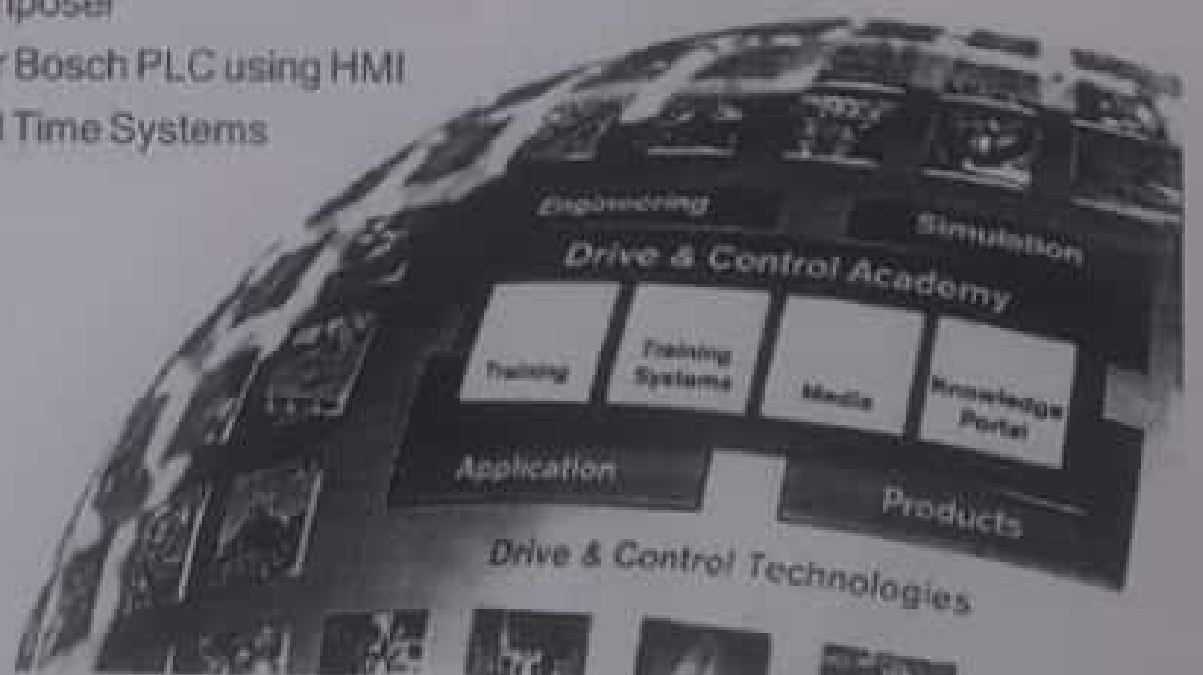 mposer
r Bosch PLC using HMI
l Time Systems
Engineering
Simulation
Drive & Control Academy
Training
Training
Systems
Media
Knowledge
Portal
Application
Products
Drive & Control Technologies